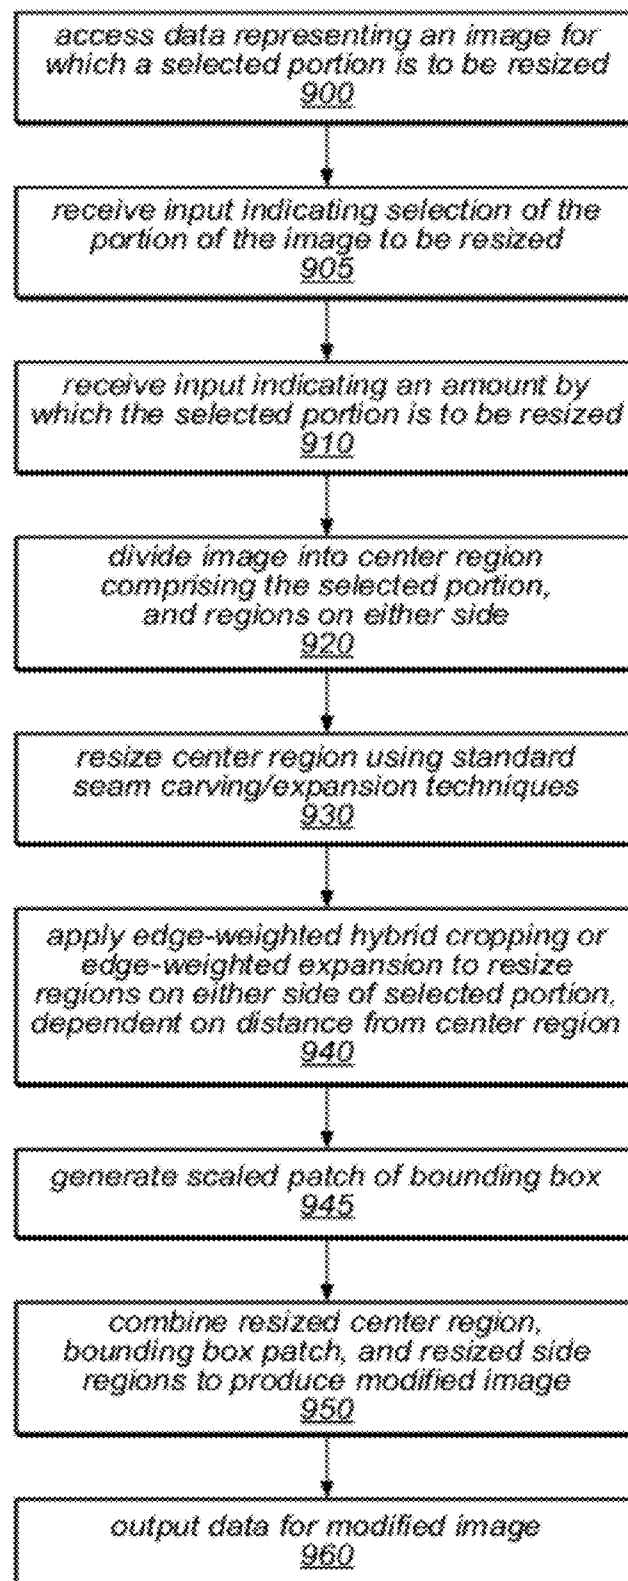 access data representing an image for
which a selected portion is to be resized
900
receive input indicating selection of the
portion of the image to be resized
905
receive input indicating an amount by
which the selected portion is to be resized
910
divide image into center region
comprising the selected portion,
and regions on either side
920
resize center region using standard
seam carving/expansion techniques
930
apply edge-weighted hybrid cropping or
edge-weighted expansion to resize
regions on either side of selected portion,
dependent on distance from center region
940
generate scaled patch of bounding box
945
combine resized center region,
bounding box patch, and resized side
regions to produce modified image
950
output data for modified image
960